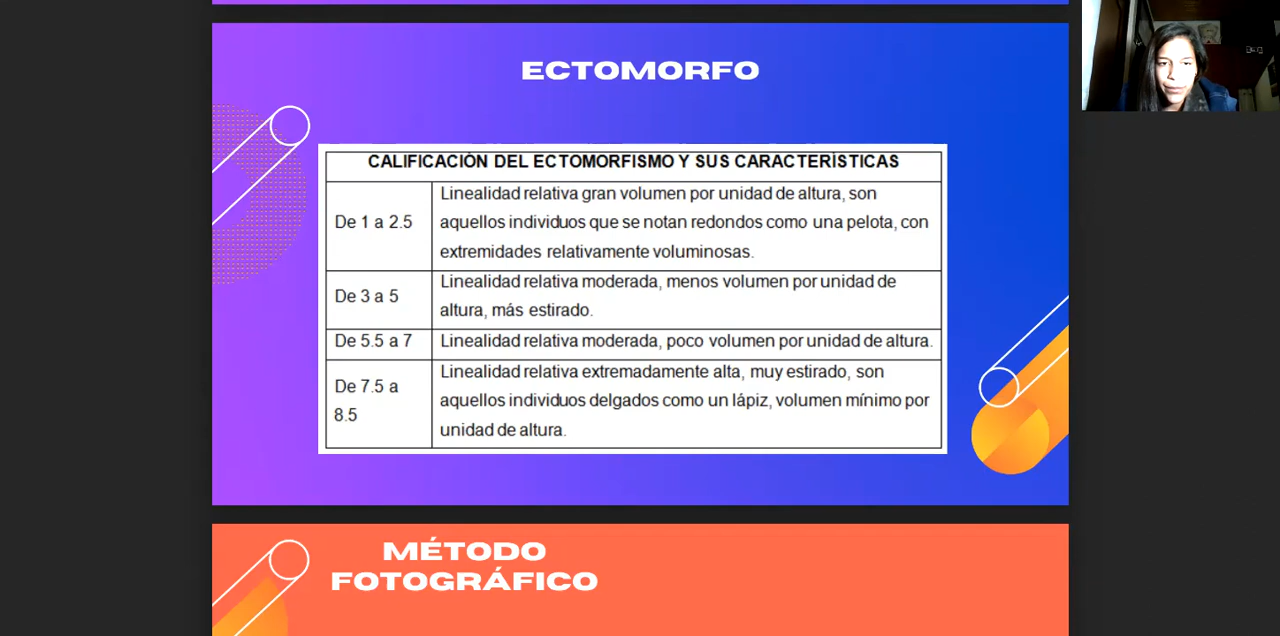 ECTOMORFO
CALIFICACIÓN DEL ECTOMORFISMO Y SUS CARACTERÍSTICAS
De 1 a 2.5
Linealidad relativa gran volumen por unidad de altura, son
aquellos individuos que se notan redondos como una pelota, con
extremidades relativamente voluminosas.
De 3 a 5
Linealidad relativa moderada, menos volumen por unidad de
altura, más estirado.
De 5.5 a 7
Linealidad relativa moderada, poco volumen por unidad de altura.
De 7.5 a
8.5
Linealidad relativa extremadamente alta, muy estirado, son
aquellos individuos delgados como un lápiz, volumen mínimo por
unidad de altura.
MÉTODO
FOTOGRÁFICO